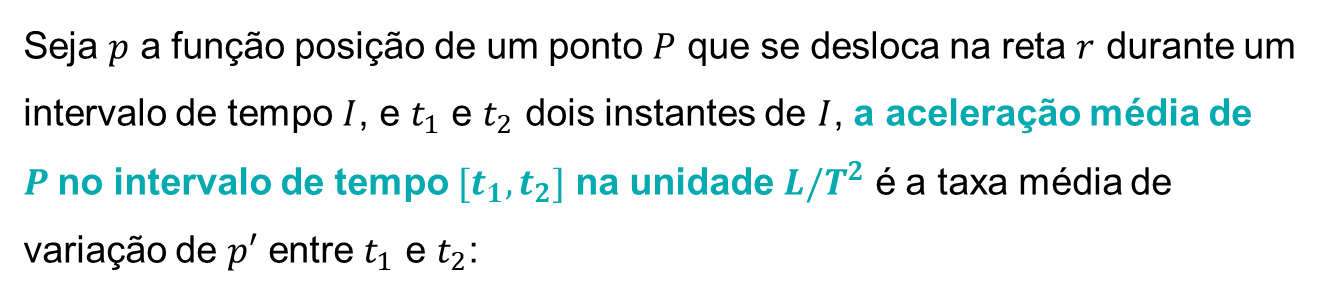 Seja 𝑝 a função posição de um ponto 𝑃 que se desloca na reta 𝑟 durante um
intervalo de tempo 𝐼, e 𝑡₁ e 𝑡₂ dois instantes de 𝐼, a aceleração média de
𝑷 no intervalo de tempo [𝒕₁, 𝒕₂] na unidade 𝑳/𝑻² é a taxa média de
variação de 𝑝′ entre 𝑡₁ e 𝑡₂: